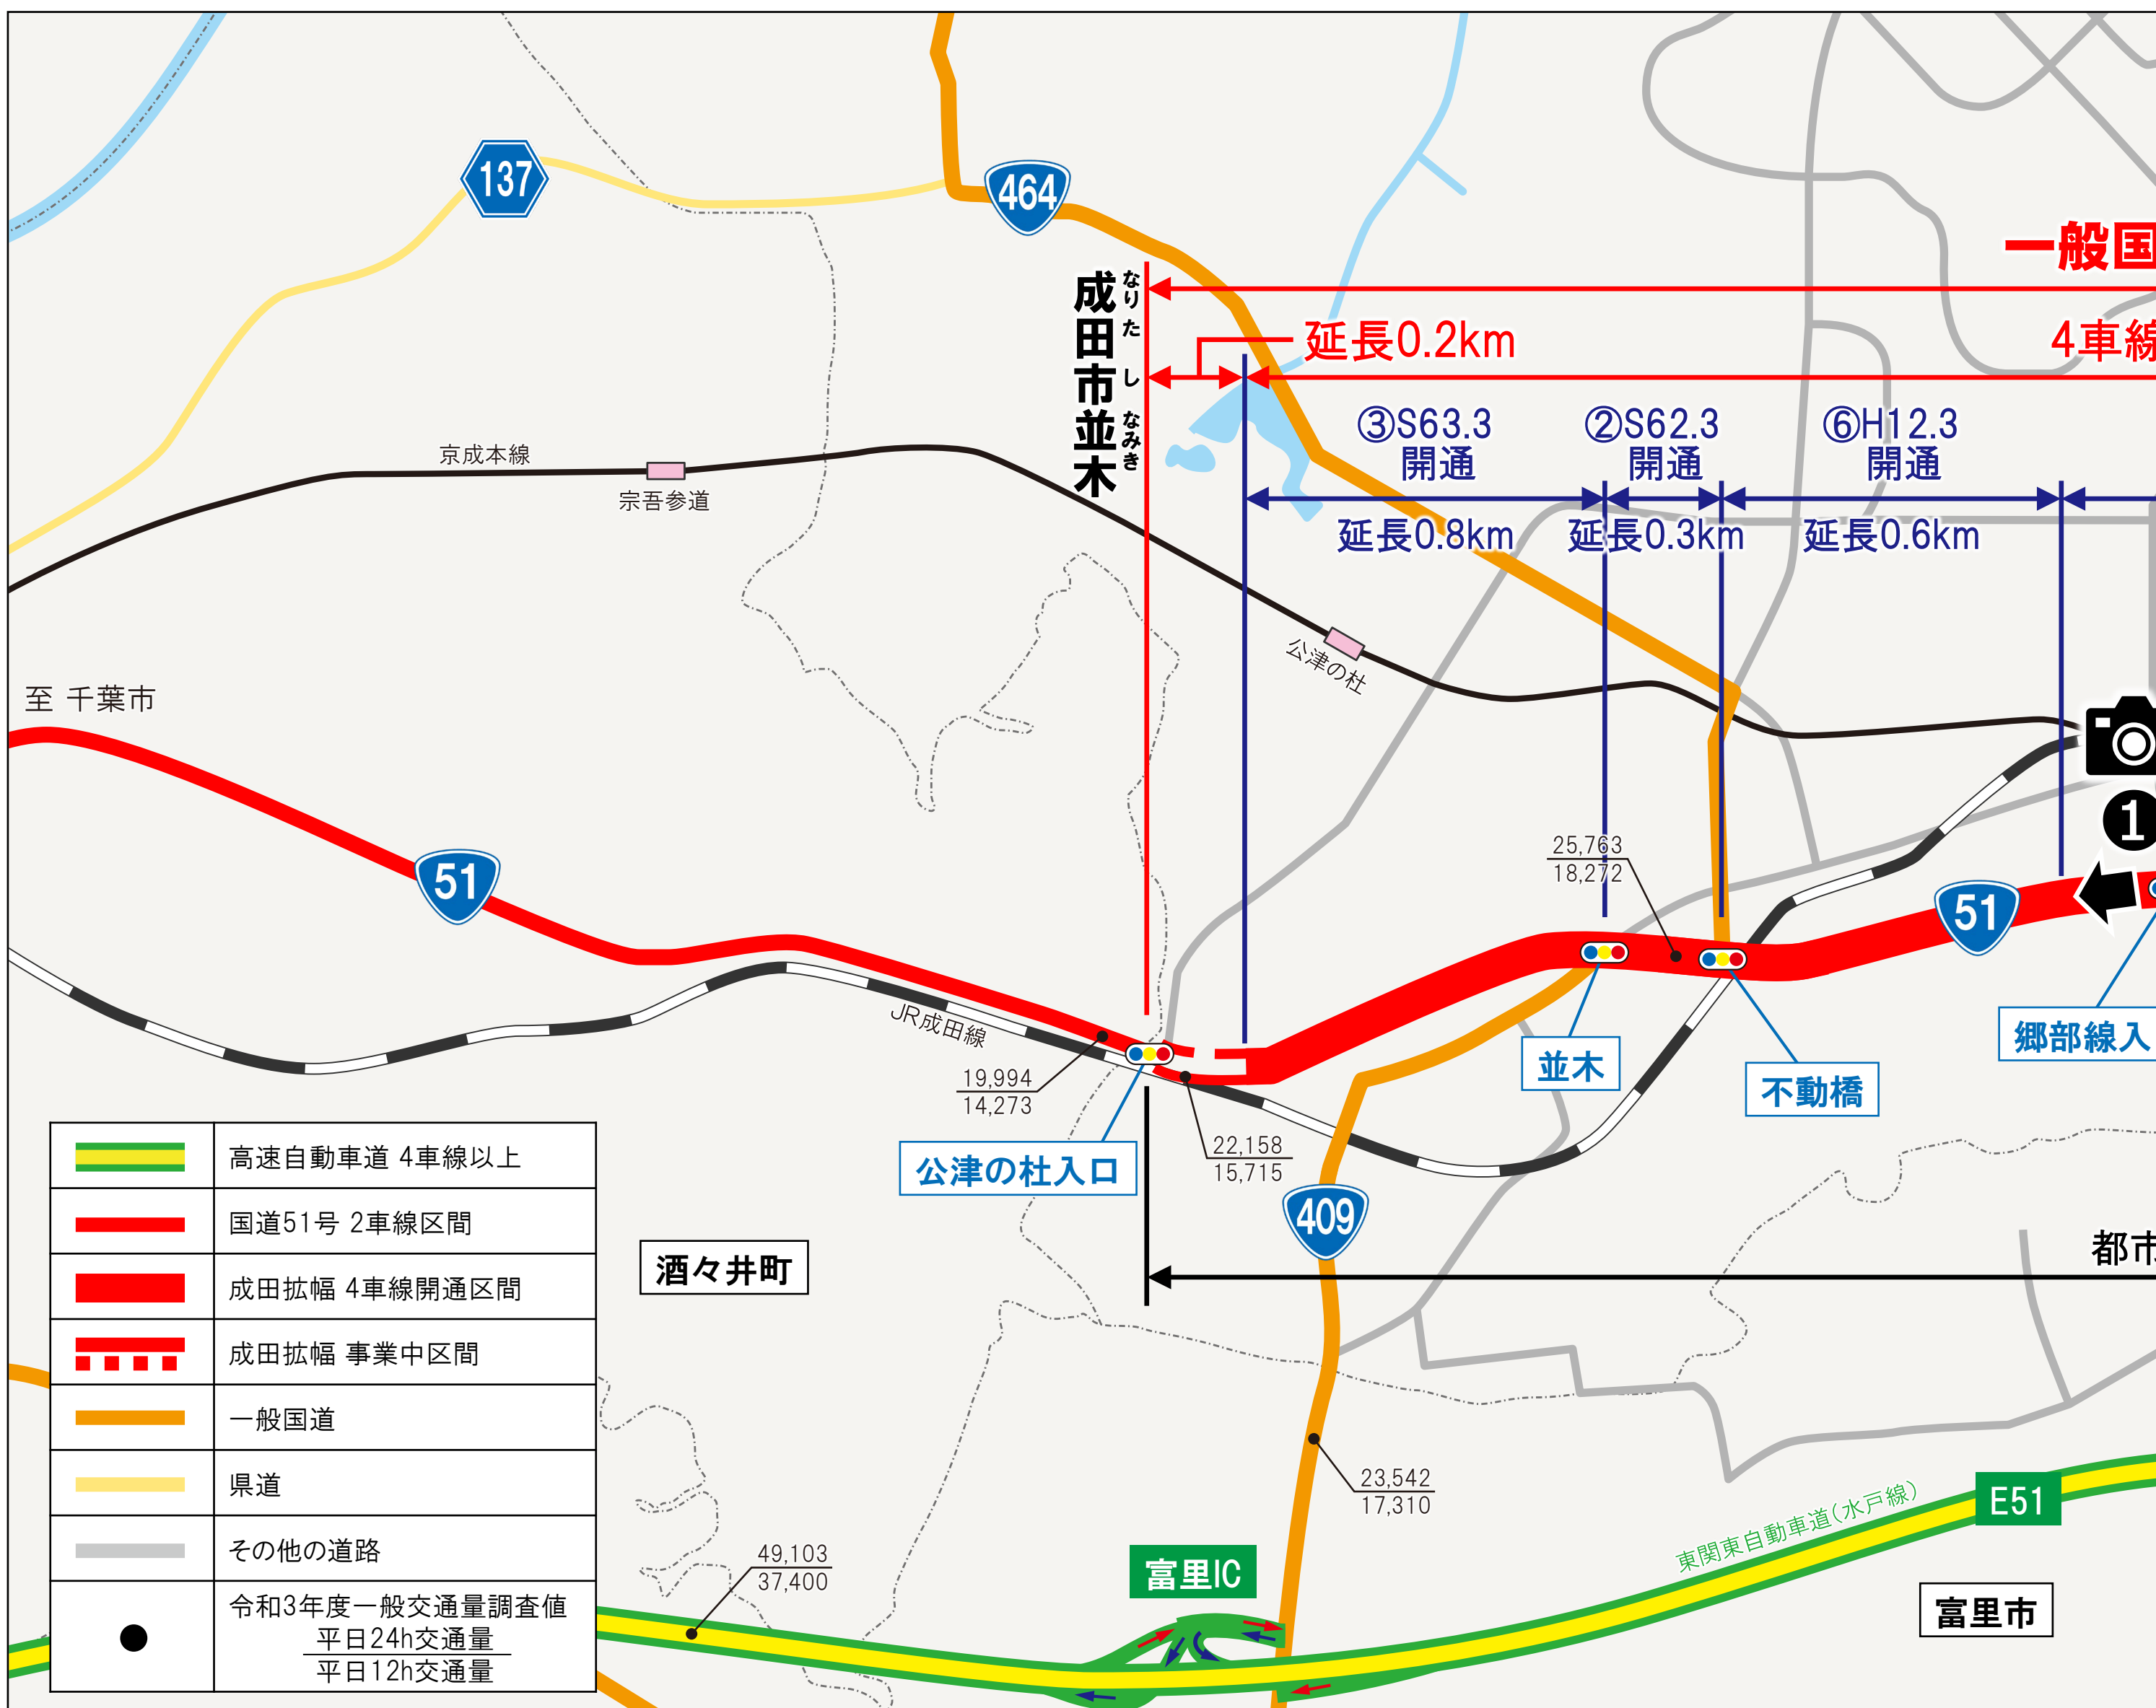 137
464
一般国
成田市並木
なりたしなみき
延長0.2km
4車線
③S63.3
開通
②S62.3
開通
⑥H12.3
開通
延長0.8km
延長0.3km
延長0.6km
京成本線
宗吾参道
公津の杜
至 千葉市
1
51
51
25,763
18,272
JR成田線
19,994
14,273
22,158
15,715
公津の杜入口
並木
不動橋
郷部線入
409
都市
酒々井町
高速自動車道 4車線以上
国道51号 2車線区間
成田拡幅 4車線開通区間
成田拡幅 事業中区間
一般国道
県道
その他の道路
令和3年度一般交通量調査値
平日24h交通量
平日12h交通量
23,542
17,310
49,103
37,400
富里IC
東関東自動車道(水戸線)
E51
富里市